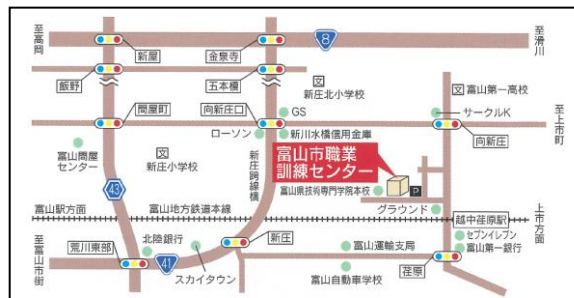 至高岡
新屋
金泉寺
8
至滑川
飯野
五本榎
文
新庄北小学校
文 富山第一高校
問屋町
向新庄口
GS
サークルK
至上市町
ローソン
新川水橋信用金庫
向新庄
富山問屋
センター
文
新庄小学校
新庄跨線橋
富山市職業
訓練センター
富山県技術専門学院本校
P
43
グラウンド
富山駅方面
富山地方鉄道本線
越中荏原駅
上市方面
至富山市街
荒川東部
北陸銀行
新庄
富山運輸支局
セブンイレブン
富山第一銀行
41
スカイタウン
富山自動車学校
荏原